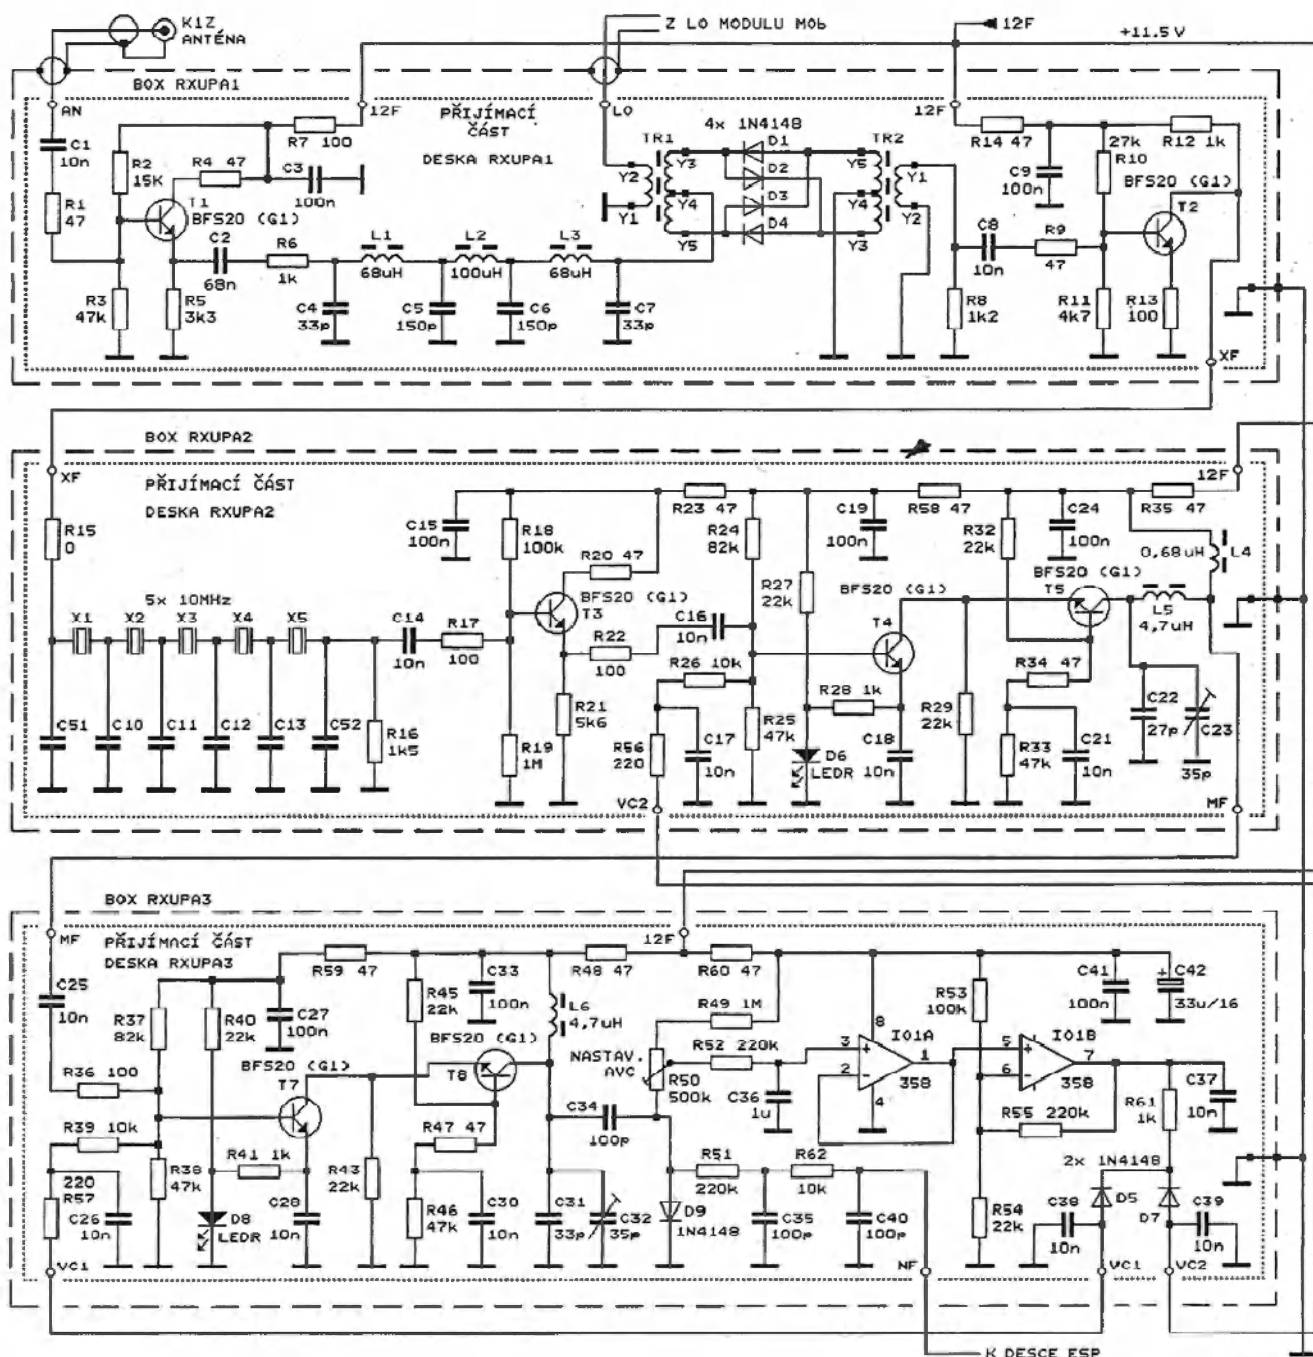 K1Z
ANTÉNA
Z LO MODULU MOb
12F
+11.5 V
BOX RXUPA1
AN
12F
LO
12F
PŘIJÍMACÍ
ČÁST
DESKA RXUPA1
C1
10n
R1
47
R2
15K
R4 47
R7 100
C3
100n
T1
BFS20 (G1)
C2
68n
R6
1k
R3
47k
R5
3k3
L1
68uH
L2
100uH
L3
68uH
C4
33p
C5
150p
C6
150p
C7
33p
TR1
Y2
Y1
Y3
Y4
Y5
4x 1N4148
D1
D2
D3
D4
TR2
Y5
Y4
Y3
Y1
Y2
R14 47
C9
100n
27k
R10
R12 1k
BFS20 (G1)
T2
C8
10n
R9
47
R8
1k2
R11
4k7
R13
100
XF
BOX RXUPA2
XF
PŘIJÍMACÍ ČÁST
DESKA RXUPA2
12F
R15
0
5x 10MHz
X1
X2
X3
X4
X5
C51
C10
C11
C12
C13
C52
R16
1k5
C14
10n
R17
100
C15
100n
R18
100k
R20 47
BFS20 (G1)
T3
R22
100
R19
1M
R21
5k6
R23 47
R24
82k
C16
10n
R26 10k
R56
220
C17
10n
R25
47k
R27
22k
C19
100n
BFS20 (G1)
T4
R28 1k
D6
LEDR
C18
10n
R58 47
R32
22k
C24
100n
R35 47
0,68uH
L4
BFS20 (G1)
T5
L5
4,7uH
R34 47
R29
22k
R33
47k
C21
10n
C22
27p
C23
35p
VC2
MF
BOX RXUPA3
MF
PŘIJÍMACÍ ČÁST
DESKA RXUPA3
12F
C25
10n
R37
82k
R40
22k
C27
100n
R59 47
R45
22k
C33
100n
L6
4,7uH
R48 47
R60 47
R49 1M
R53
100k
C41
100n
C42
33u/16
BFS20 (G1)
T7
BFS20 (G1)
T8
R36 100
R39 10k
220
R57
C26
10n
R38
47k
R41 1k
D8
LEDR
C28
10n
R43
22k
R47 47
R46
47k
C30
10n
C34
100p
C31
33p
C32
35p
NASTAV.
AVC
R50
500k
R52 220k
C36
1u
IO1A
3
2
8
1
4
358
IO1B
5
6
7
358
R55 220k
R61
1k
C37
10n
R51
220k
R62
10k
D9
1N4148
C35
100p
C40
100p
R54
22k
2x 1N4148
D5
D7
C38
10n
C39
10n
VC1
NF
VC1
VC2
K DESCE ESP